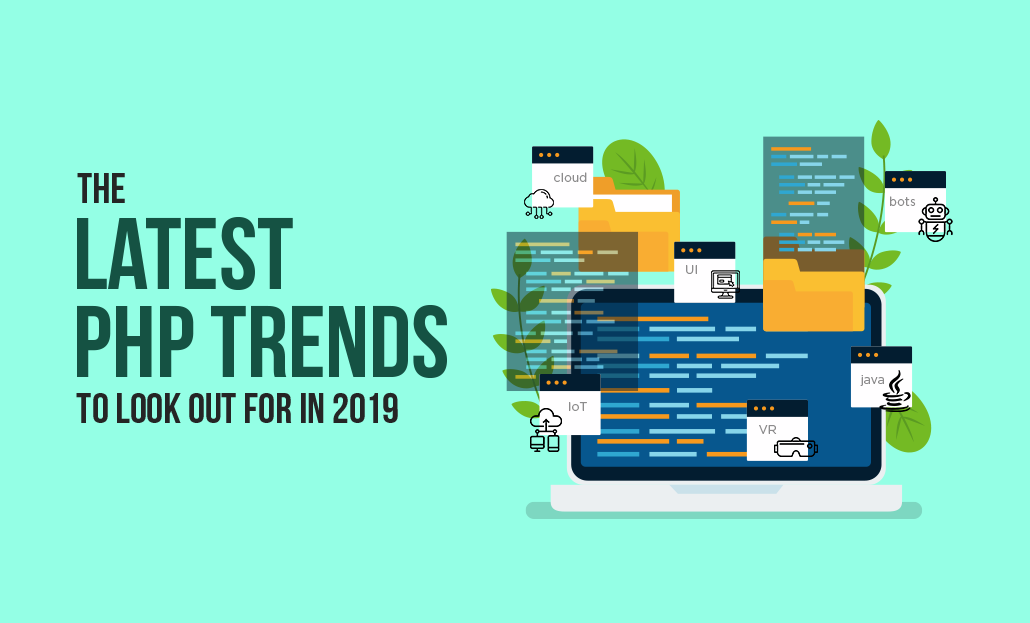 THE
LATEST
PHP TRENDS
TO LOOK OUT FOR IN 2019
cloud
bots
UI
java
IoT
VR